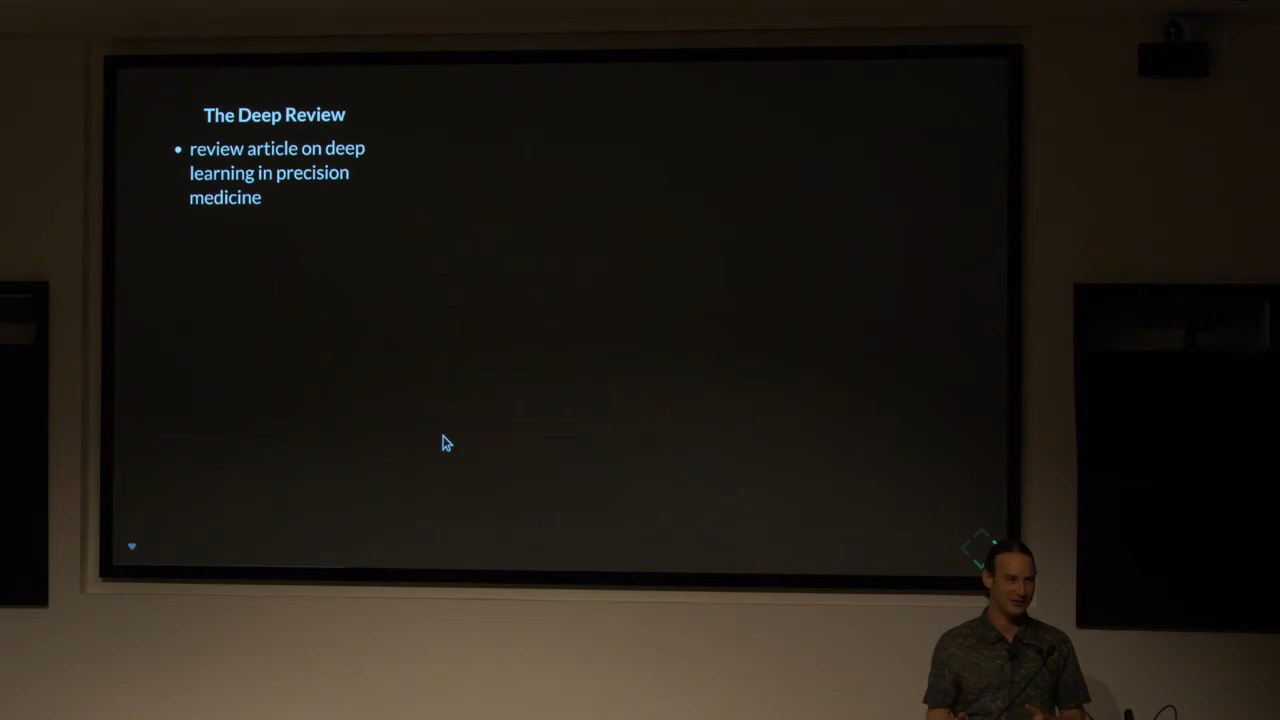 The Deep Review
• review article on deep
learning in precision
medicine